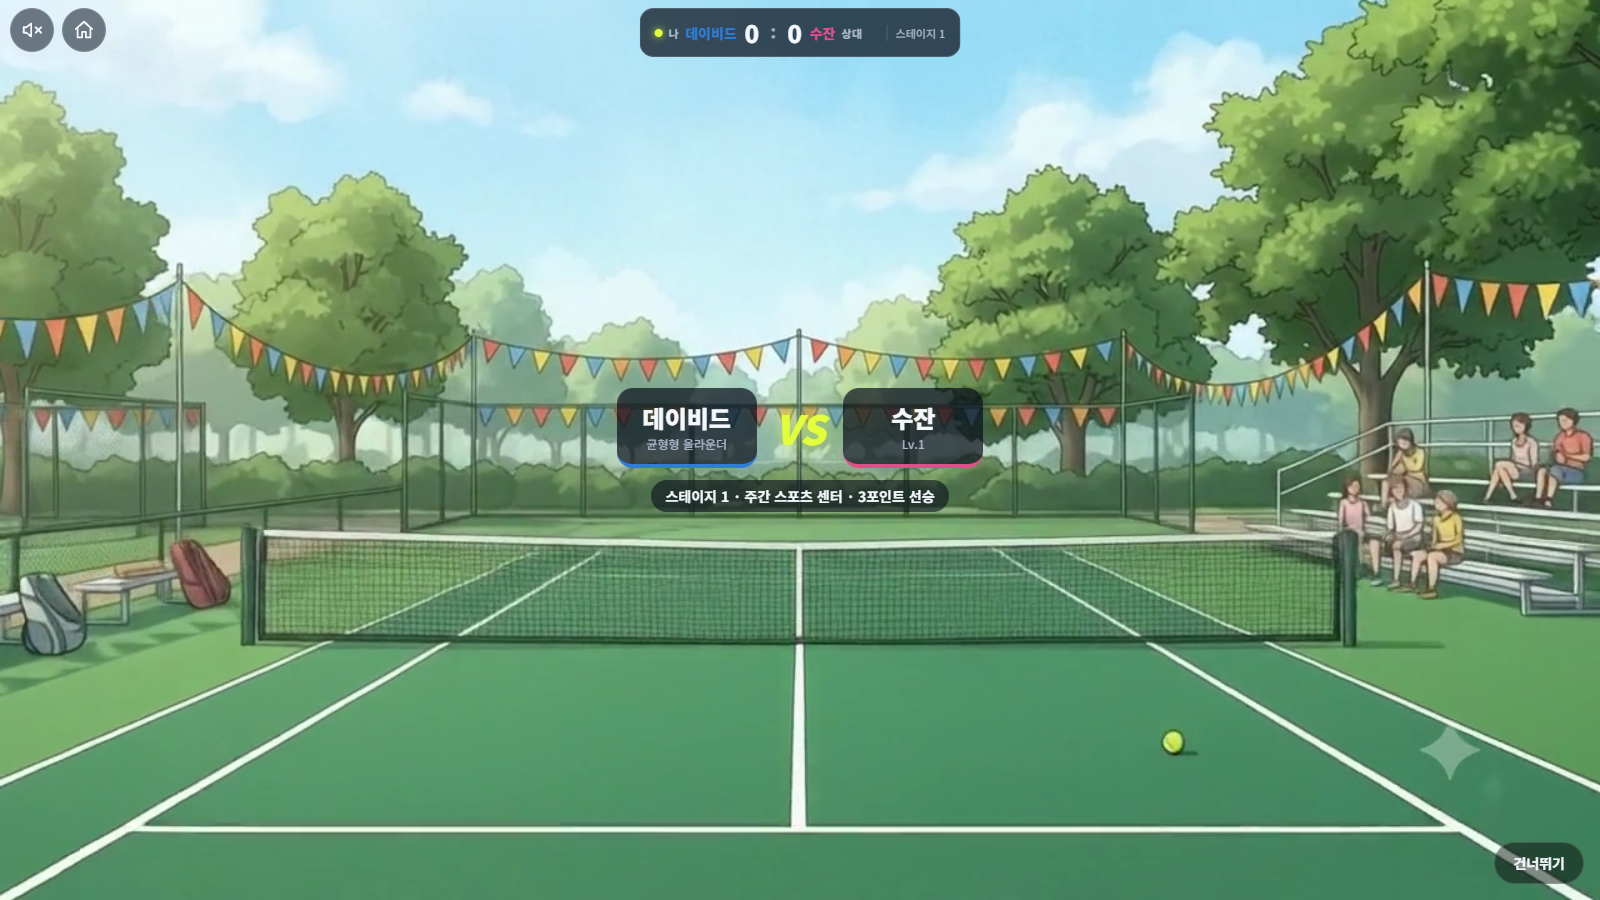 나 데이비드 0 : 0 수잔 상대 스테이지 1
데이비드
균형형 올라운더
VS
수잔
Lv.1
스테이지 1 · 주간 스포츠 센터 · 3포인트 선승
건너뛰기